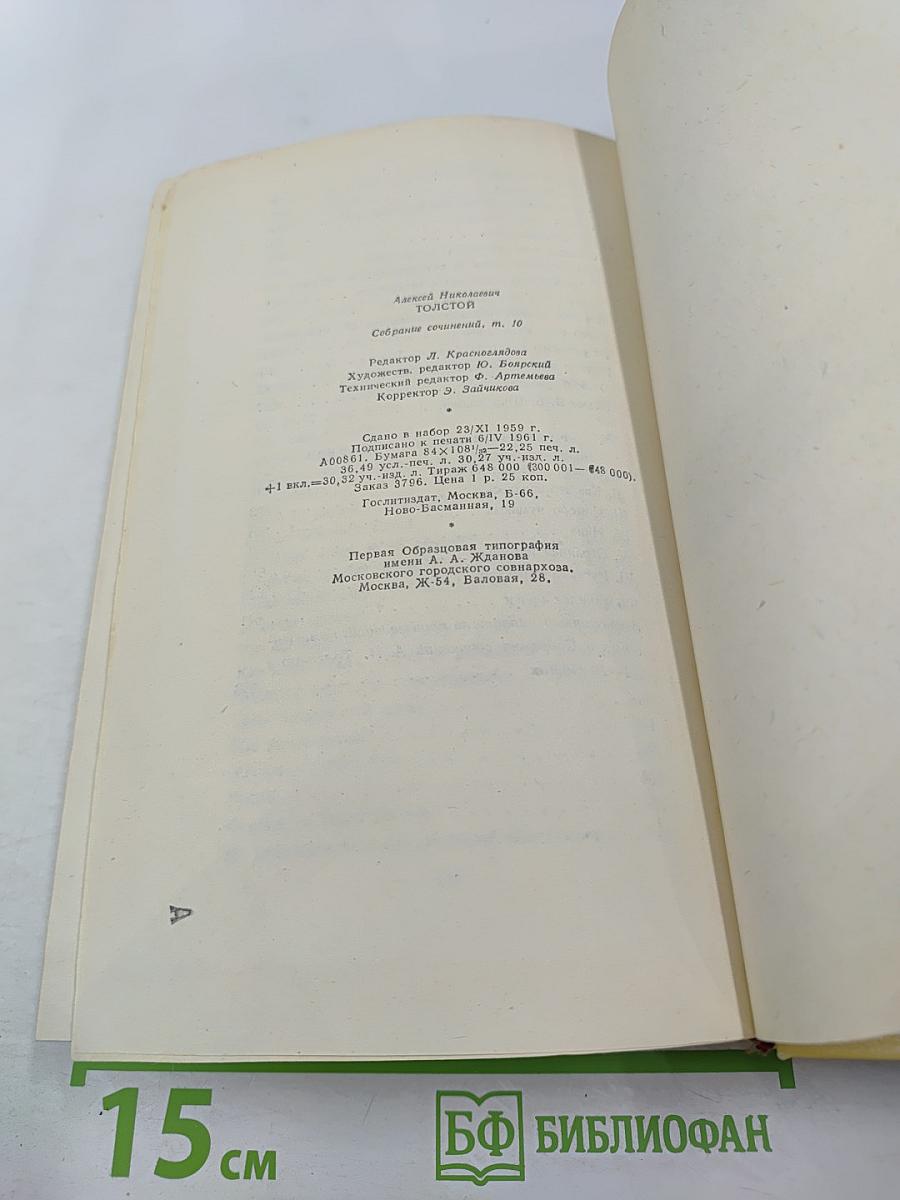 Алексей Николаевич
ТОЛСТОЙ
Собрание сочинений, т. 10
Редактор Л. Красноглядова
Художеств. редактор Ю. Боярский
Технический редактор Ф. Артемьева
Корректор Э. Зайчикова
*
Сдано в набор 23/XI 1959 г.
Подписано к печати 6/IV 1961 г.
А00861. Бумага 84×108¹/₃₂—22,25 печ. л.
36,49 усл.-печ. л. 30,27 уч.-изд. л.
+1 вкл.=30,32 уч.-изд. л. Тираж 648 000 (300 001—648 000).
Заказ 3796. Цена 1 р. 25 коп.
Гослитиздат, Москва, Б-66,
Ново-Басманная, 19
*
Первая Образцовая типография
имени А. А. Жданова
Московского городского совнархоза.
Москва, Ж-54, Валовая, 28.
А
15 см
БФ БИБЛИОФАН